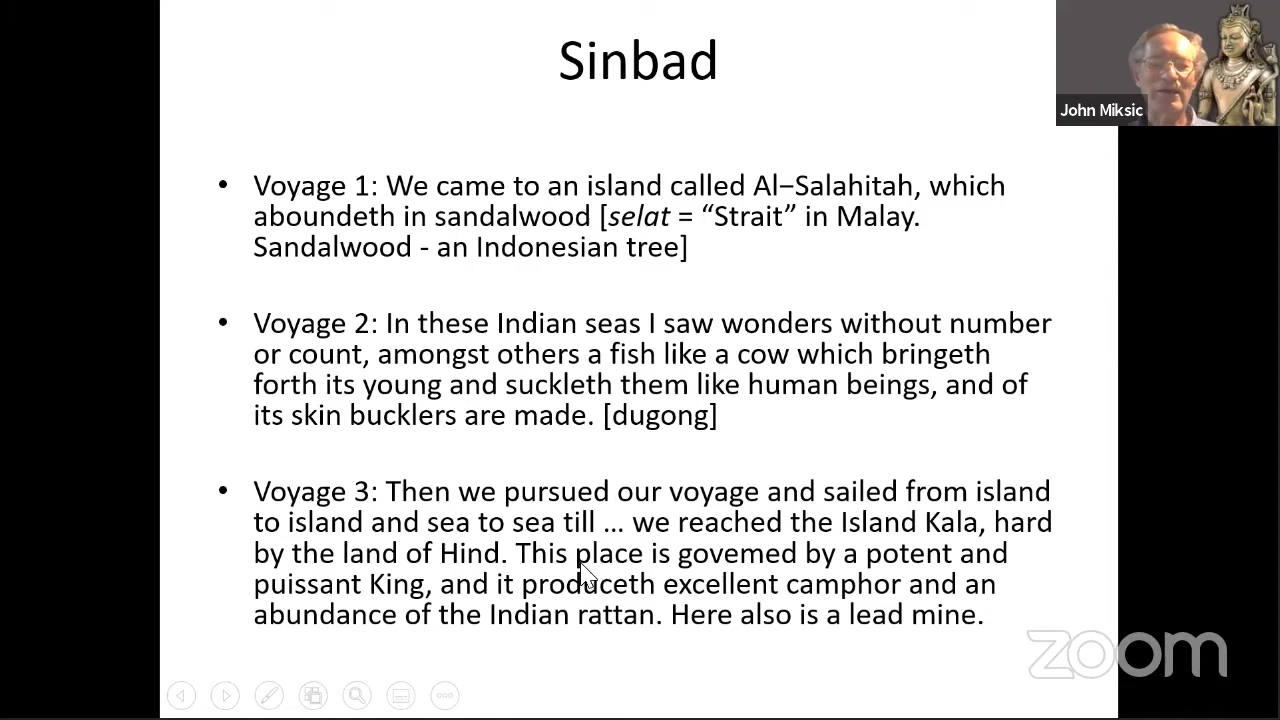 Sinbad
John Miksic
• Voyage 1: We came to an island called Al−Salahitah, which
aboundeth in sandalwood [selat = “Strait” in Malay.
Sandalwood - an Indonesian tree]
• Voyage 2: In these Indian seas I saw wonders without number
or count, amongst others a fish like a cow which bringeth
forth its young and suckleth them like human beings, and of
its skin bucklers are made. [dugong]
• Voyage 3: Then we pursued our voyage and sailed from island
to island and sea to sea till ... we reached the Island Kala, hard
by the land of Hind. This place is govemed by a potent and
puissant King, and it produceth excellent camphor and an
abundance of the Indian rattan. Here also is a lead mine.
zoom